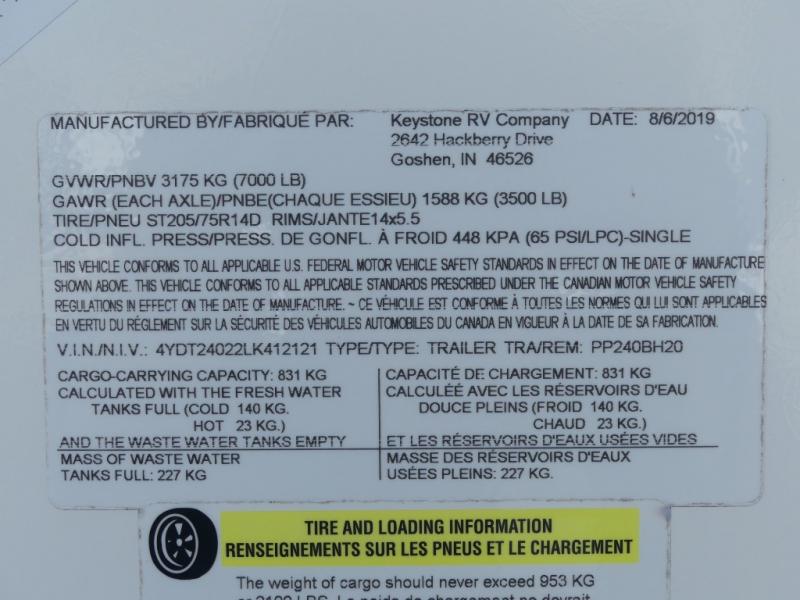 MANUFACTURED BY/FABRIQUÉ PAR: Keystone RV Company DATE: 8/6/2019
2642 Hackberry Drive
Goshen, IN 46526
GVWR/PNBV 3175 KG (7000 LB)
GAWR (EACH AXLE)/PNBE(CHAQUE ESSIEU) 1588 KG (3500 LB)
TIRE/PNEU ST205/75R14D RIMS/JANTE14x5.5
COLD INFL. PRESS/PRESS. DE GONFL. À FROID 448 KPA (65 PSI/LPC)-SINGLE
THIS VEHICLE CONFORMS TO ALL APPLICABLE U.S. FEDERAL MOTOR VEHICLE SAFETY STANDARDS IN EFFECT ON THE DATE OF MANUFACTURE
SHOWN ABOVE. THIS VEHICLE CONFORMS TO ALL APPLICABLE STANDARDS PRESCRIBED UNDER THE CANADIAN MOTOR VEHICLE SAFETY
REGULATIONS IN EFFECT ON THE DATE OF MANUFACTURE. ~ CE VÉHICULE EST CONFORME À TOUTES LES NORMES QUI LUI SONT APPLICABLES
EN VERTU DU RÉGLEMENT SUR LA SÉCURITÉ DES VÉHICULES AUTOMOBILES DU CANADA EN VIGUEUR À LA DATE DE SA FABRICATION.
V.I.N./N.I.V.: 4YDT24022LK412121 TYPE/TYPE: TRAILER TRA/REM: PP240BH20
CARGO-CARRYING CAPACITY: 831 KG
CALCULATED WITH THE FRESH WATER
TANKS FULL (COLD 140 KG.
HOT 23 KG.)
AND THE WASTE WATER TANKS EMPTY
MASS OF WASTE WATER
TANKS FULL: 227 KG
CAPACITÉ DE CHARGEMENT: 831 KG
CALCULÉE AVEC LES RÉSERVOIRS D'EAU
DOUCE PLEINS (FROID 140 KG.
CHAUD 23 KG.)
ET LES RÉSERVOIRS D'EAUX USÉES VIDES
MASSE DES RÉSERVOIRS D'EAUX
USÉES PLEINS: 227 KG.
TIRE AND LOADING INFORMATION
RENSEIGNEMENTS SUR LES PNEUS ET LE CHARGEMENT
The weight of cargo should never exceed 953 KG
or 2100 LBS. Le poids de chargement ne devrait